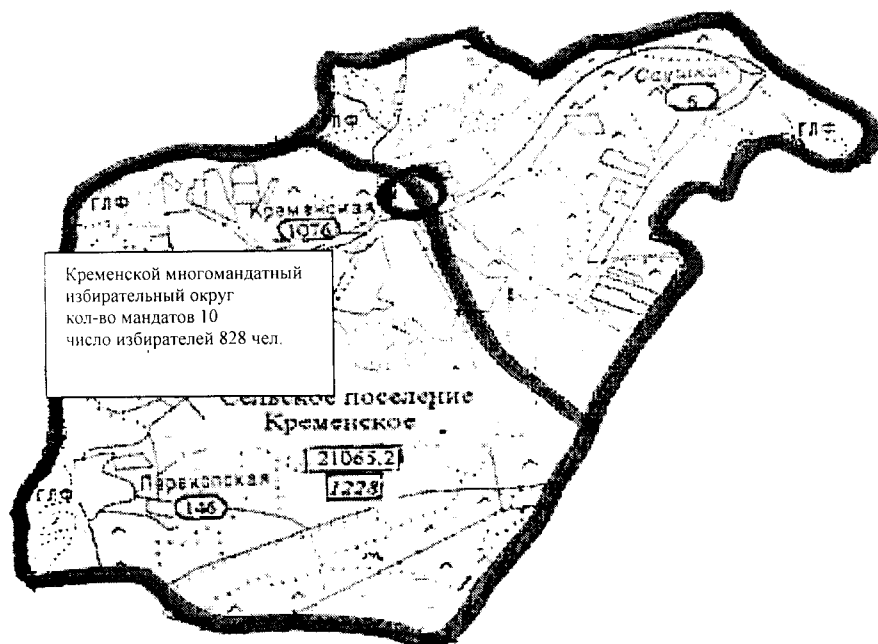 ГЛФ
6
ГЛФ
ГЛФ
Кременская
1076
Кременской многомандатный
избирательный округ
кол-во мандатов 10
число избирателей 828 чел.
Сельское поселение
Кременское
21065,2
1228
Перекопская
146
ГЛФ